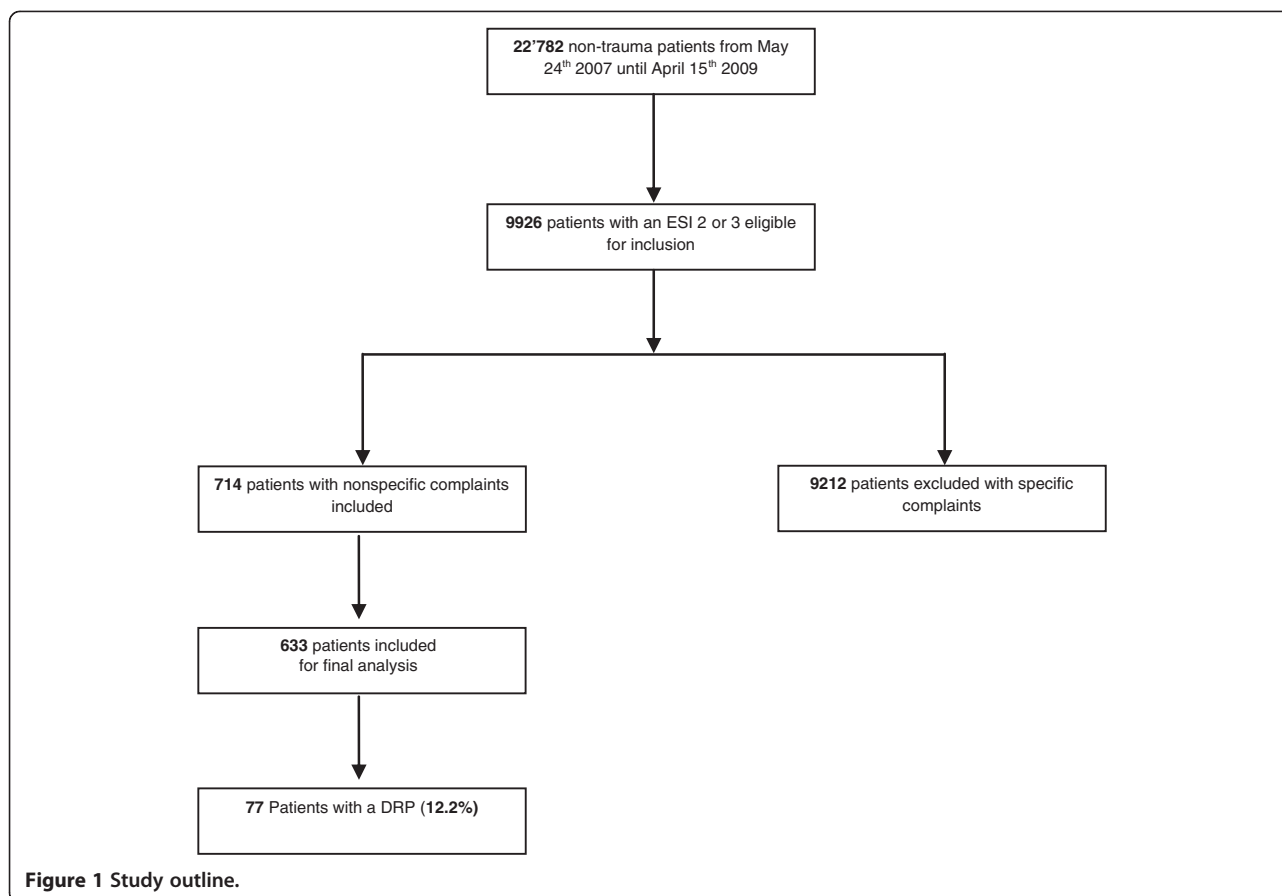 22'782 non-trauma patients from May
24th 2007 until April 15th 2009
9926 patients with an ESI 2 or 3 eligible
for inclusion
714 patients with nonspecific complaints
included
9212 patients excluded with specific
complaints
633 patients included
for final analysis
77 Patients with a DRP (12.2%)
Figure 1 Study outline.